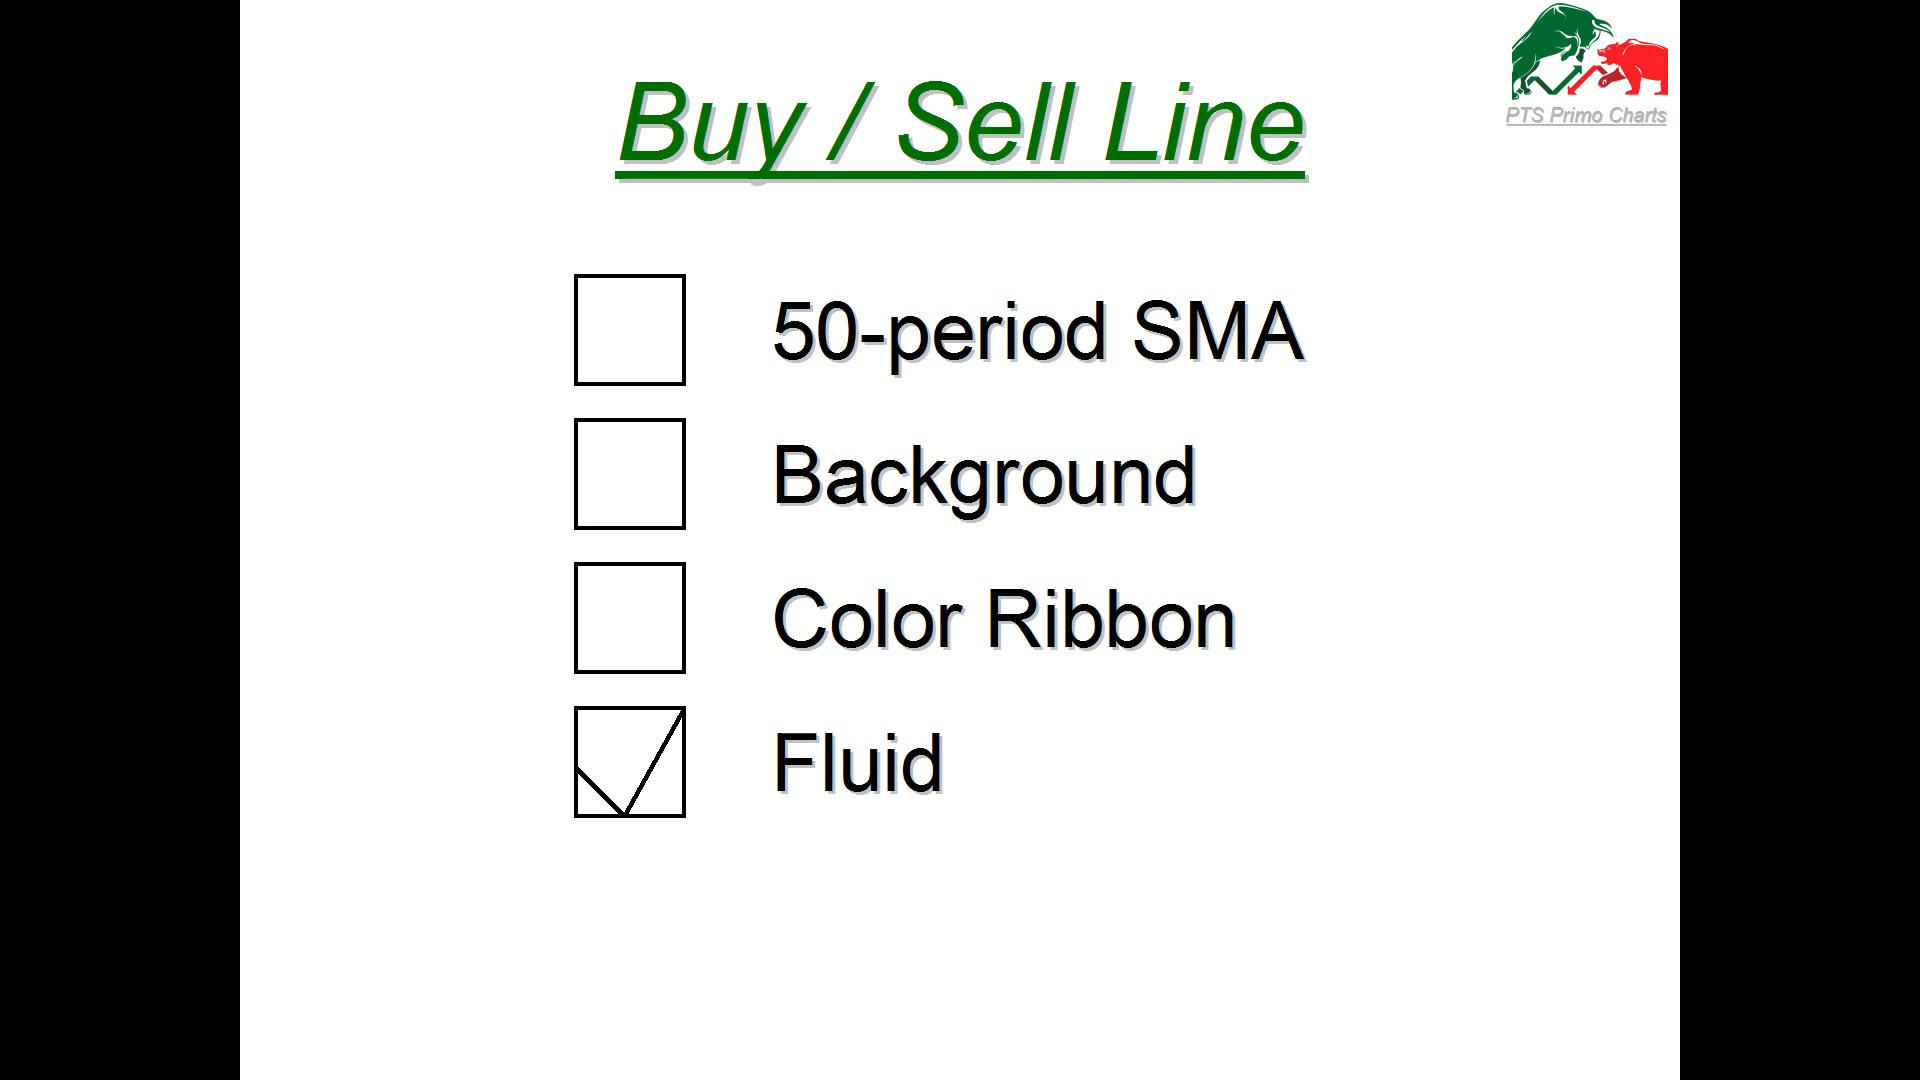 PTS Primo Charts
Buy / Sell Line
50-period SMA
Background
Color Ribbon
Fluid